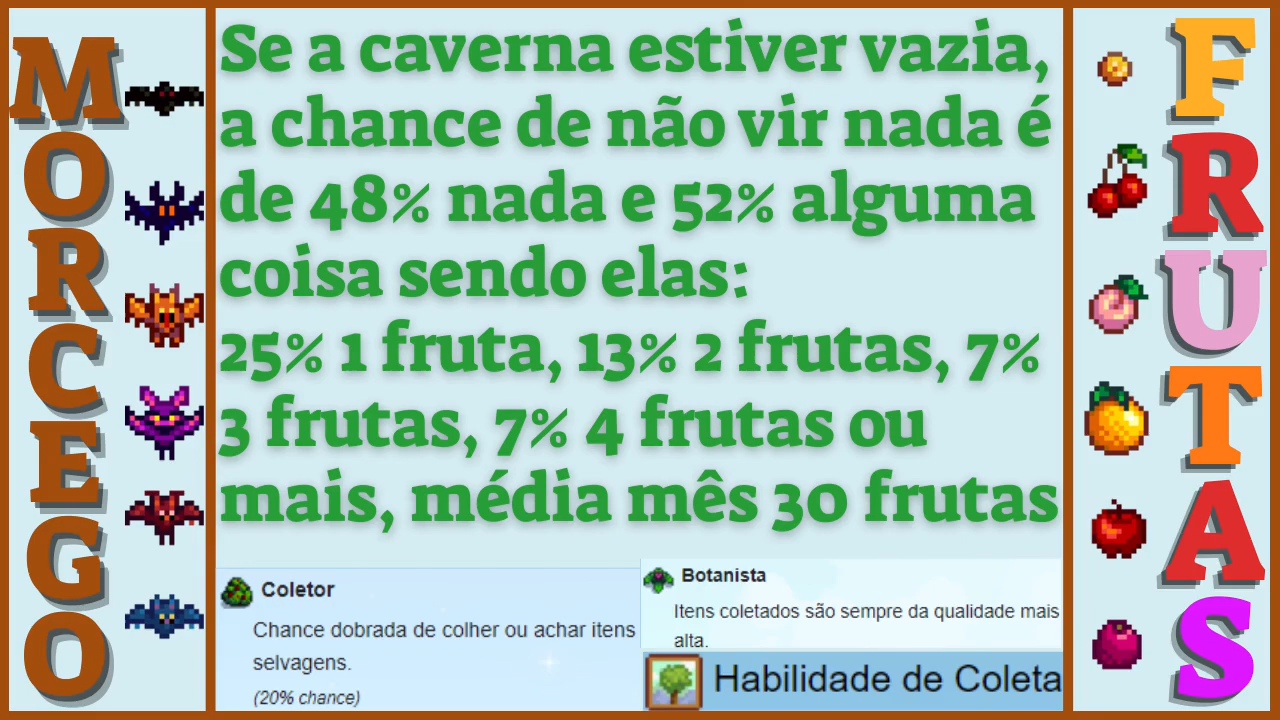 MORCEGO
Se a caverna estiver vazia,
a chance de não vir nada é
de 48% nada e 52% alguma
coisa sendo elas:
25% 1 fruta, 13% 2 frutas, 7%
3 frutas, 7% 4 frutas ou
mais, média mês 30 frutas
Coletor
Chance dobrada de colher ou achar itens
selvagens.
(20% chance)
Botanista
Itens coletados são sempre da qualidade mais
alta.
Habilidade de Coleta
FRUTAS